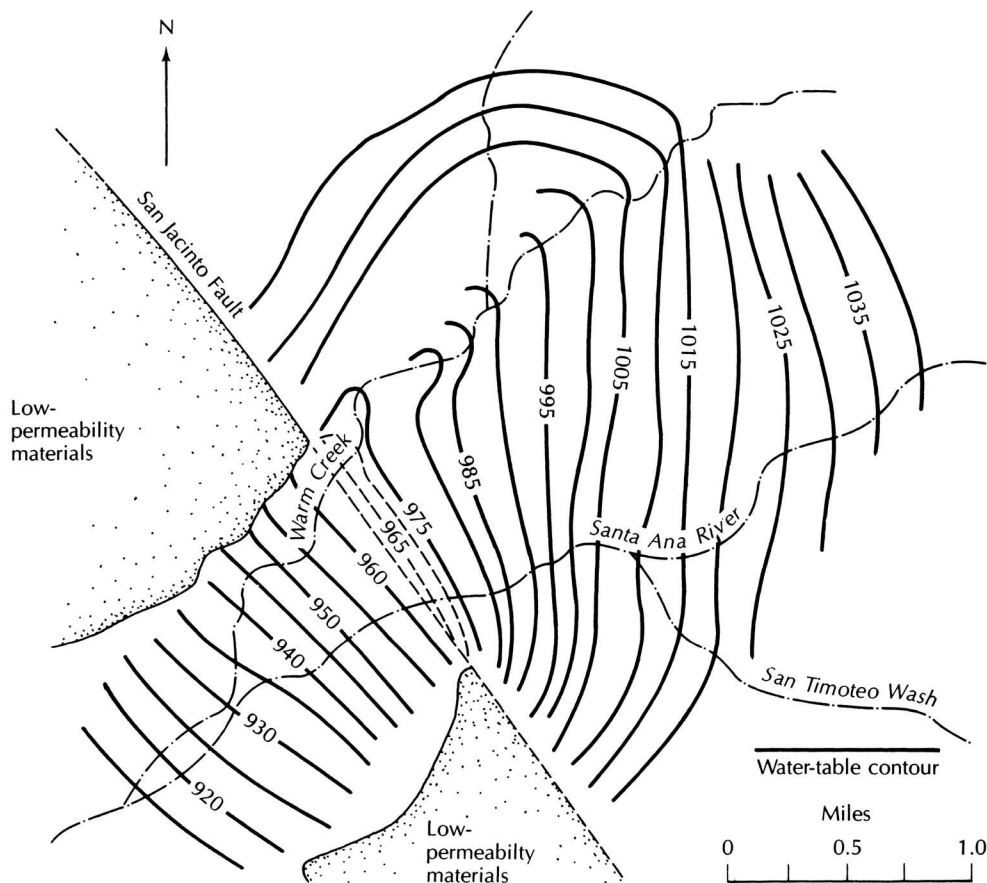 N
San Jacinto Fault
Low-
permeability
materials
Warm Creek
1035
1025
1015
1005
995
985
975
965
960
950
940
930
920
Santa Ana River
San Timoteo Wash
Water-table contour
Miles
0 0.5 1.0
Low-
permeabilty
materials